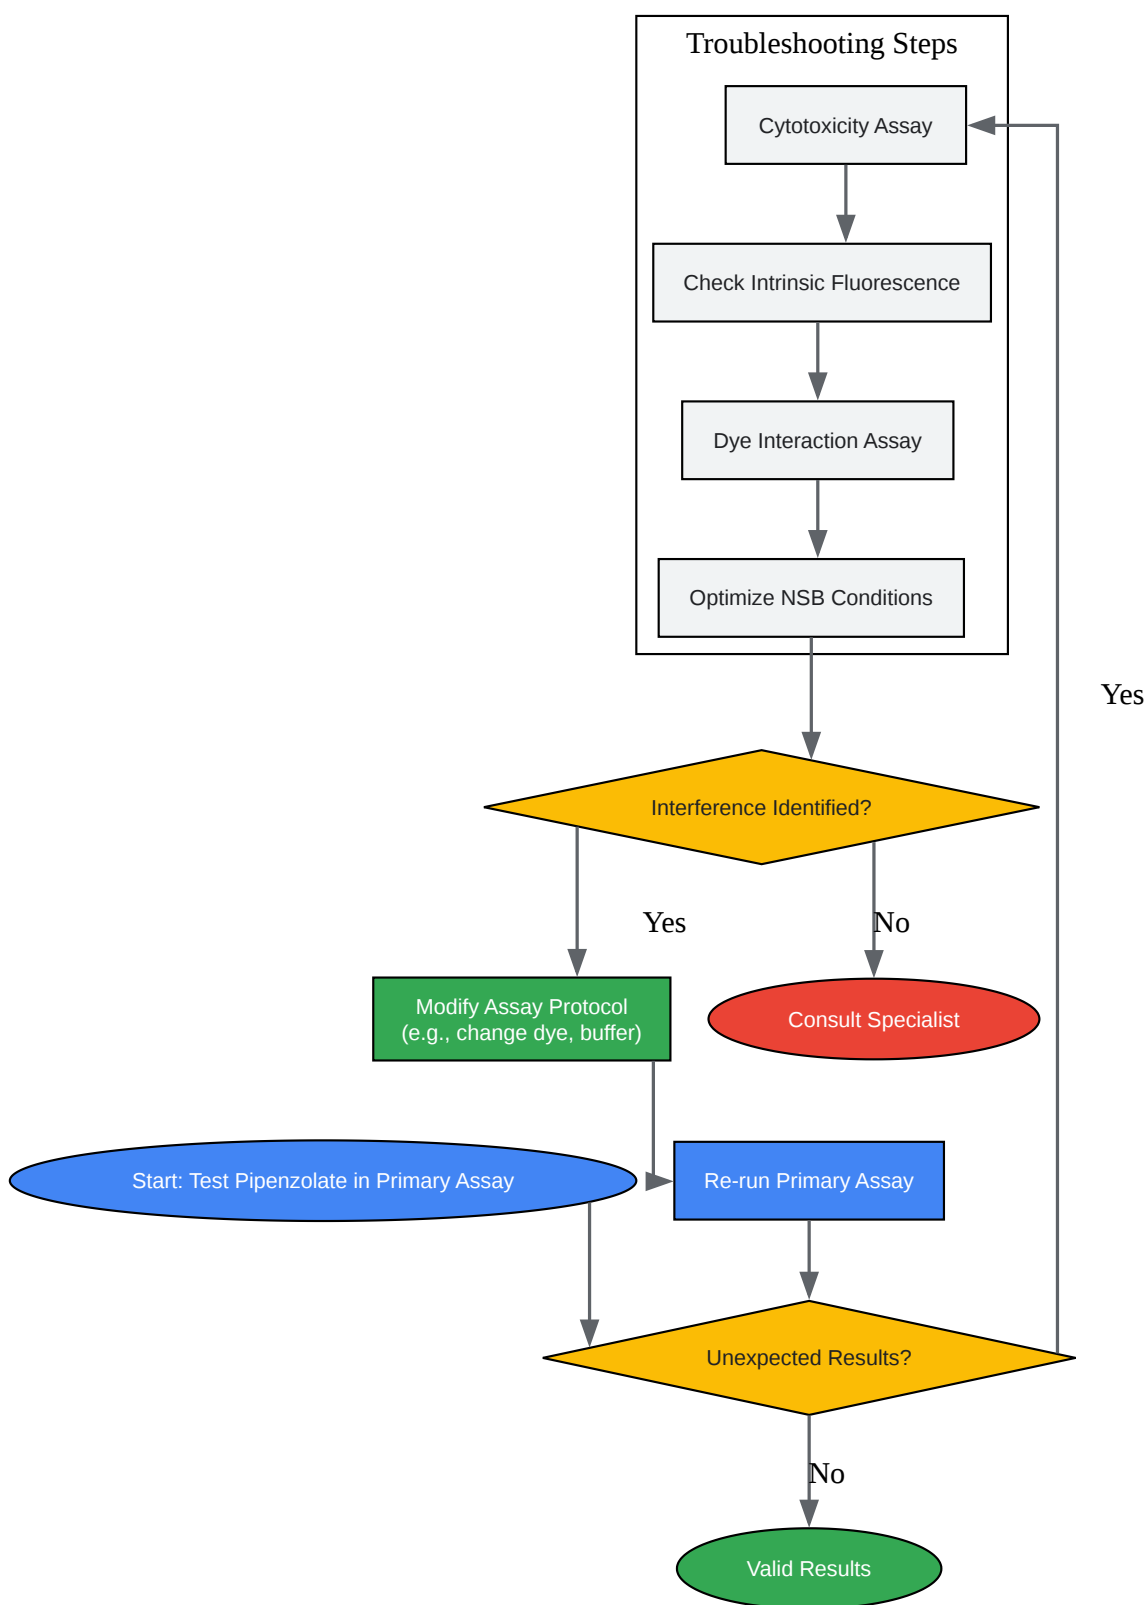 Troubleshooting Steps
Cytotoxicity Assay
Check Intrinsic Fluorescence
Dye Interaction Assay
Optimize NSB Conditions
Yes
Interference Identified?
Yes
No
Modify Assay Protocol
(e.g., change dye, buffer)
Consult Specialist
Start: Test Pipenzolate in Primary Assay
Re-run Primary Assay
Unexpected Results?
No
Valid Results